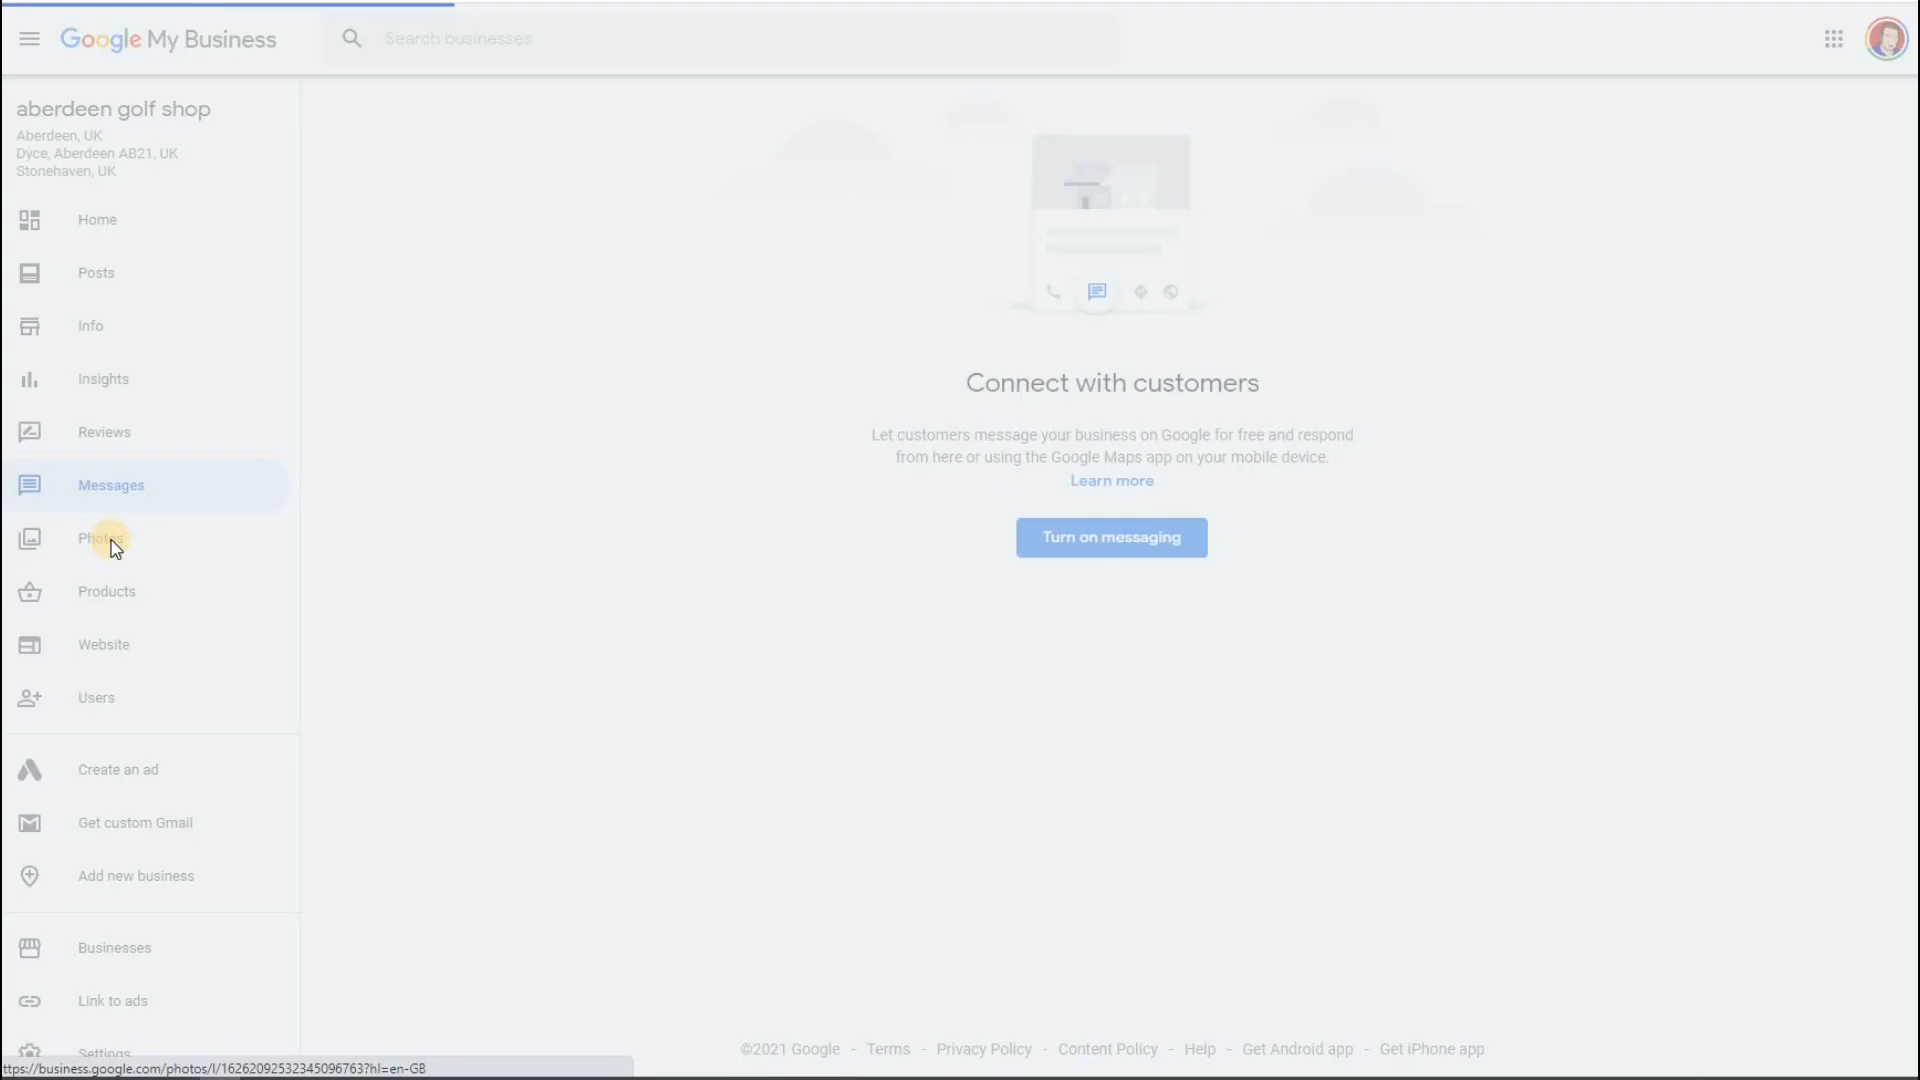 Google My Business
Search businesses
aberdeen golf shop
Aberdeen, UK
Dyce, Aberdeen AB21, UK
Stonehaven, UK
Home
Posts
Info
Insights
Reviews
Messages
Photos
Products
Website
Users
Create an ad
Get custom Gmail
Add new business
Businesses
Link to ads
Settings
Connect with customers
Let customers message your business on Google for free and respond
from here or using the Google Maps app on your mobile device.
Learn more
Turn on messaging
©2021 Google - Terms - Privacy Policy - Content Policy - Help - Get Android app - Get iPhone app
ttps://business.google.com/photos/l/16262092532345096763?hl=en-GB